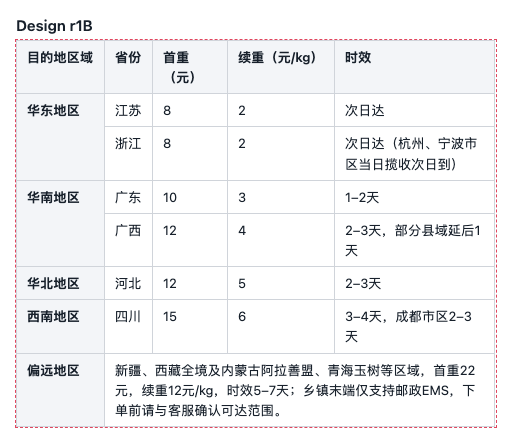 Design r1B
目的地区域 省份 首重（元） 续重（元/kg） 时效
华东地区 江苏 8 2 次日达
浙江 8 2 次日达（杭州、宁波市区当日揽收次日到）
华南地区 广东 10 3 1–2天
广西 12 4 2–3天，部分县域延后1天
华北地区 河北 12 5 2–3天
西南地区 四川 15 6 3–4天，成都市区2–3天
偏远地区 新疆、西藏全境及内蒙古阿拉善盟、青海玉树等区域，首重22
元，续重12元/kg，时效5–7天；乡镇末端仅支持邮政EMS，下
单前请与客服确认可达范围。